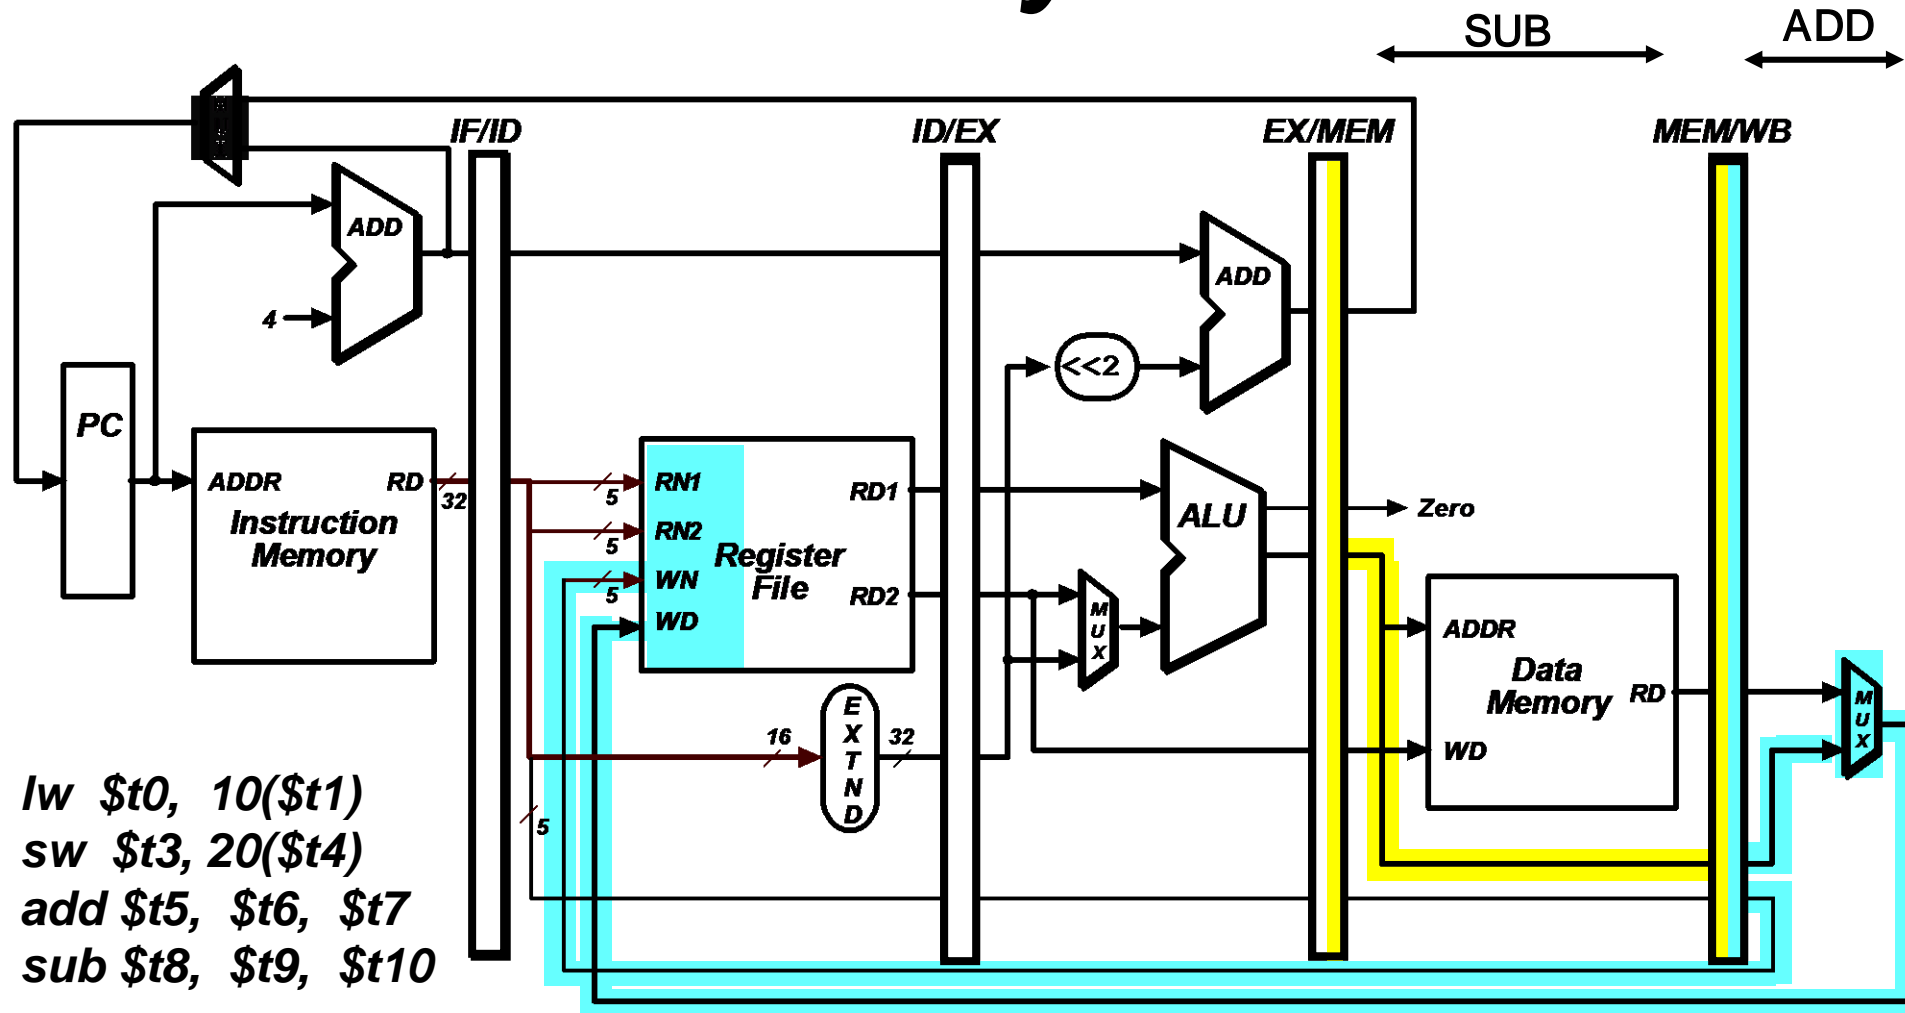 SUB
ADD
IF/ID
ID/EX
EX/MEM
MEM/WB
ADD
4
ADD
<<2
PC
ADDR
RD
32
Instruction
Memory
5
RN1
5
RN2
5
WN
WD
Register
File
RD1
RD2
16
E
X
T
N
D
32
5
M
U
X
ALU
Zero
ADDR
Data
Memory
RD
WD
M
U
X
lw $t0, 10($t1)
sw $t3, 20($t4)
add $t5, $t6, $t7
sub $t8, $t9, $t10